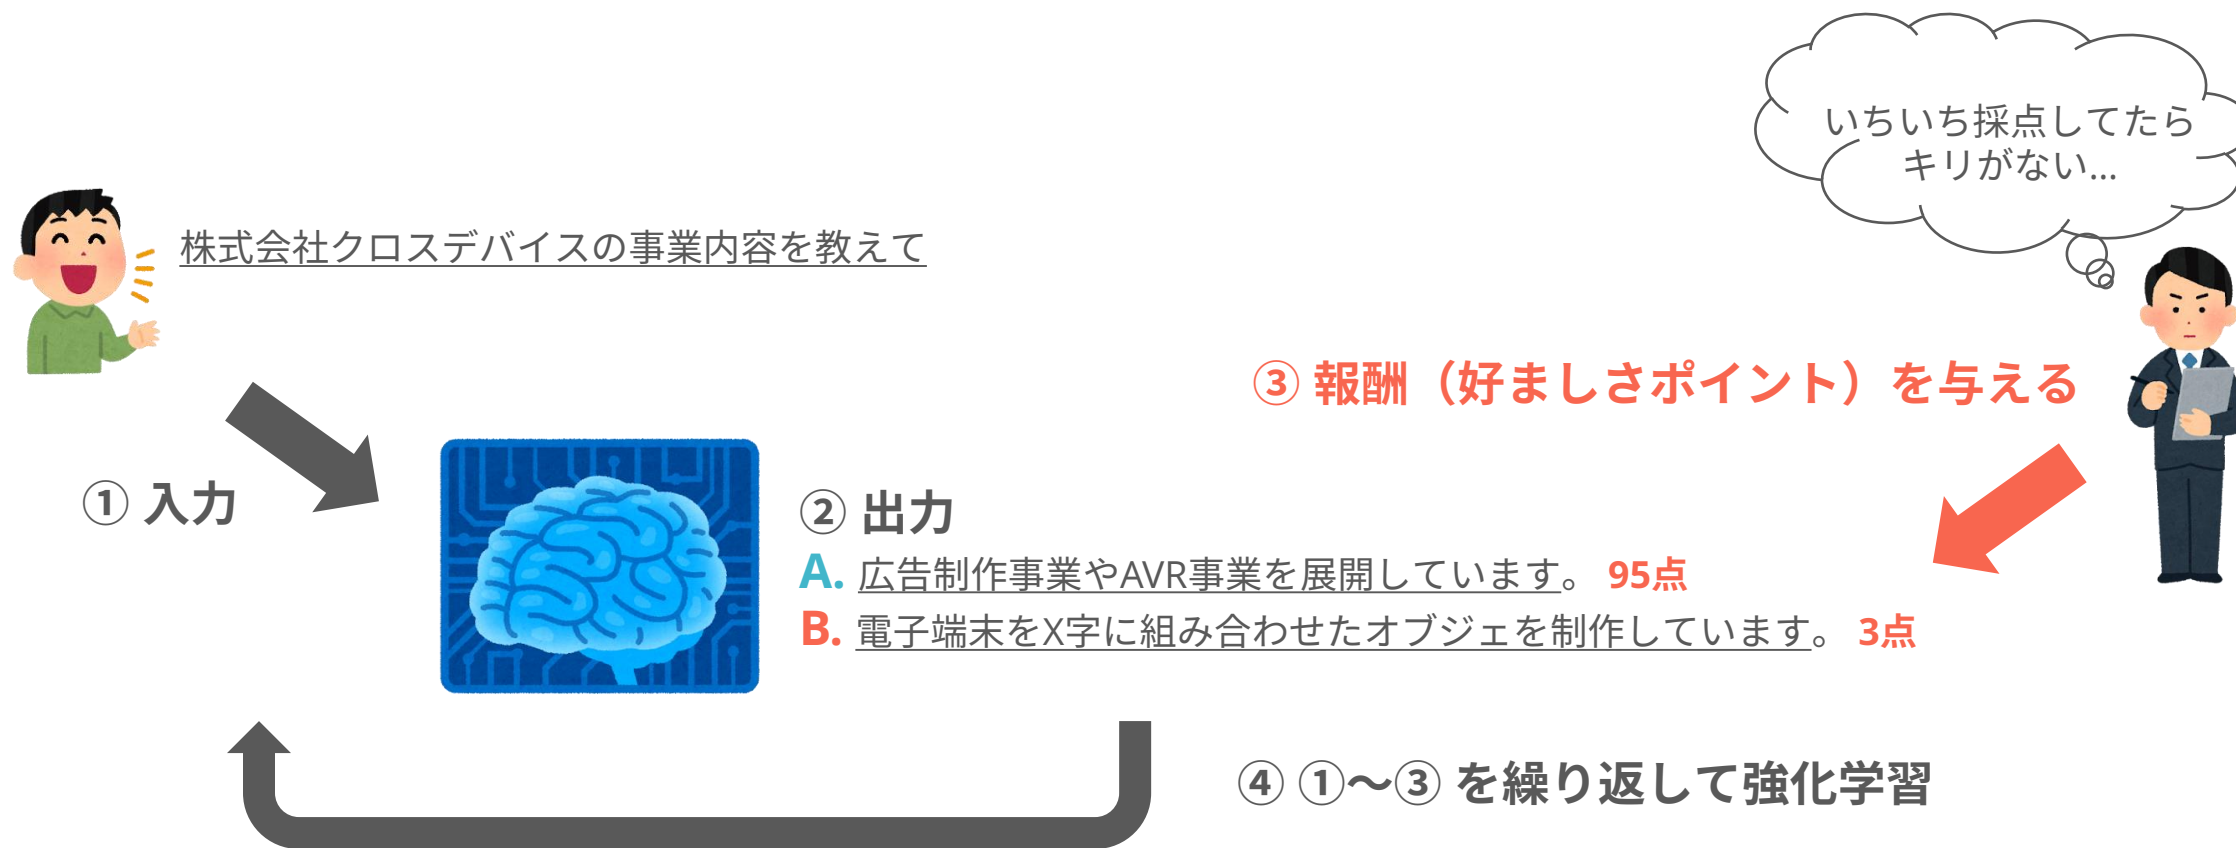 いちいち採点してたら
キリがない...
株式会社クロスデバイスの事業内容を教えて
③ 報酬（好ましさポイント）を与える
① 入力
② 出力
A. 広告制作事業やAVR事業を展開しています。 95点
B. 電子端末をX字に組み合わせたオブジェを制作しています。 3点
④ ①～③ を繰り返して強化学習